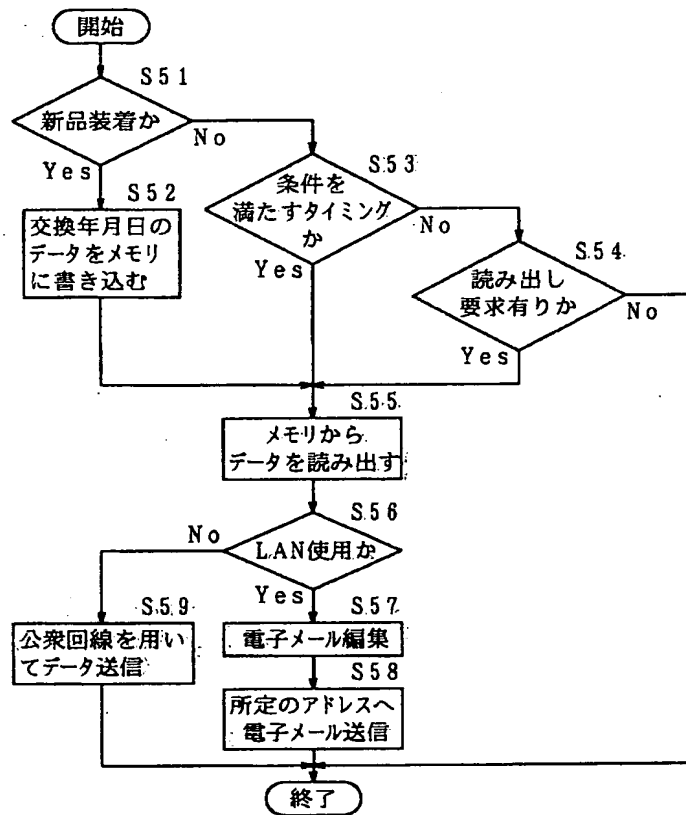 開始
S51
新品装着か
No
Yes
S52
交換年月日の
データをメモリ
に書き込む
S53
条件を
満たすタイミング
か
No
Yes
S54
読み出し
要求有りか
No
Yes
S55
メモリから
データを読み出す
S56
LAN使用か
No
Yes
S59
公衆回線を用い
てデータ送信
S57
電子メール編集
S58
所定のアドレスへ
電子メール送信
終了